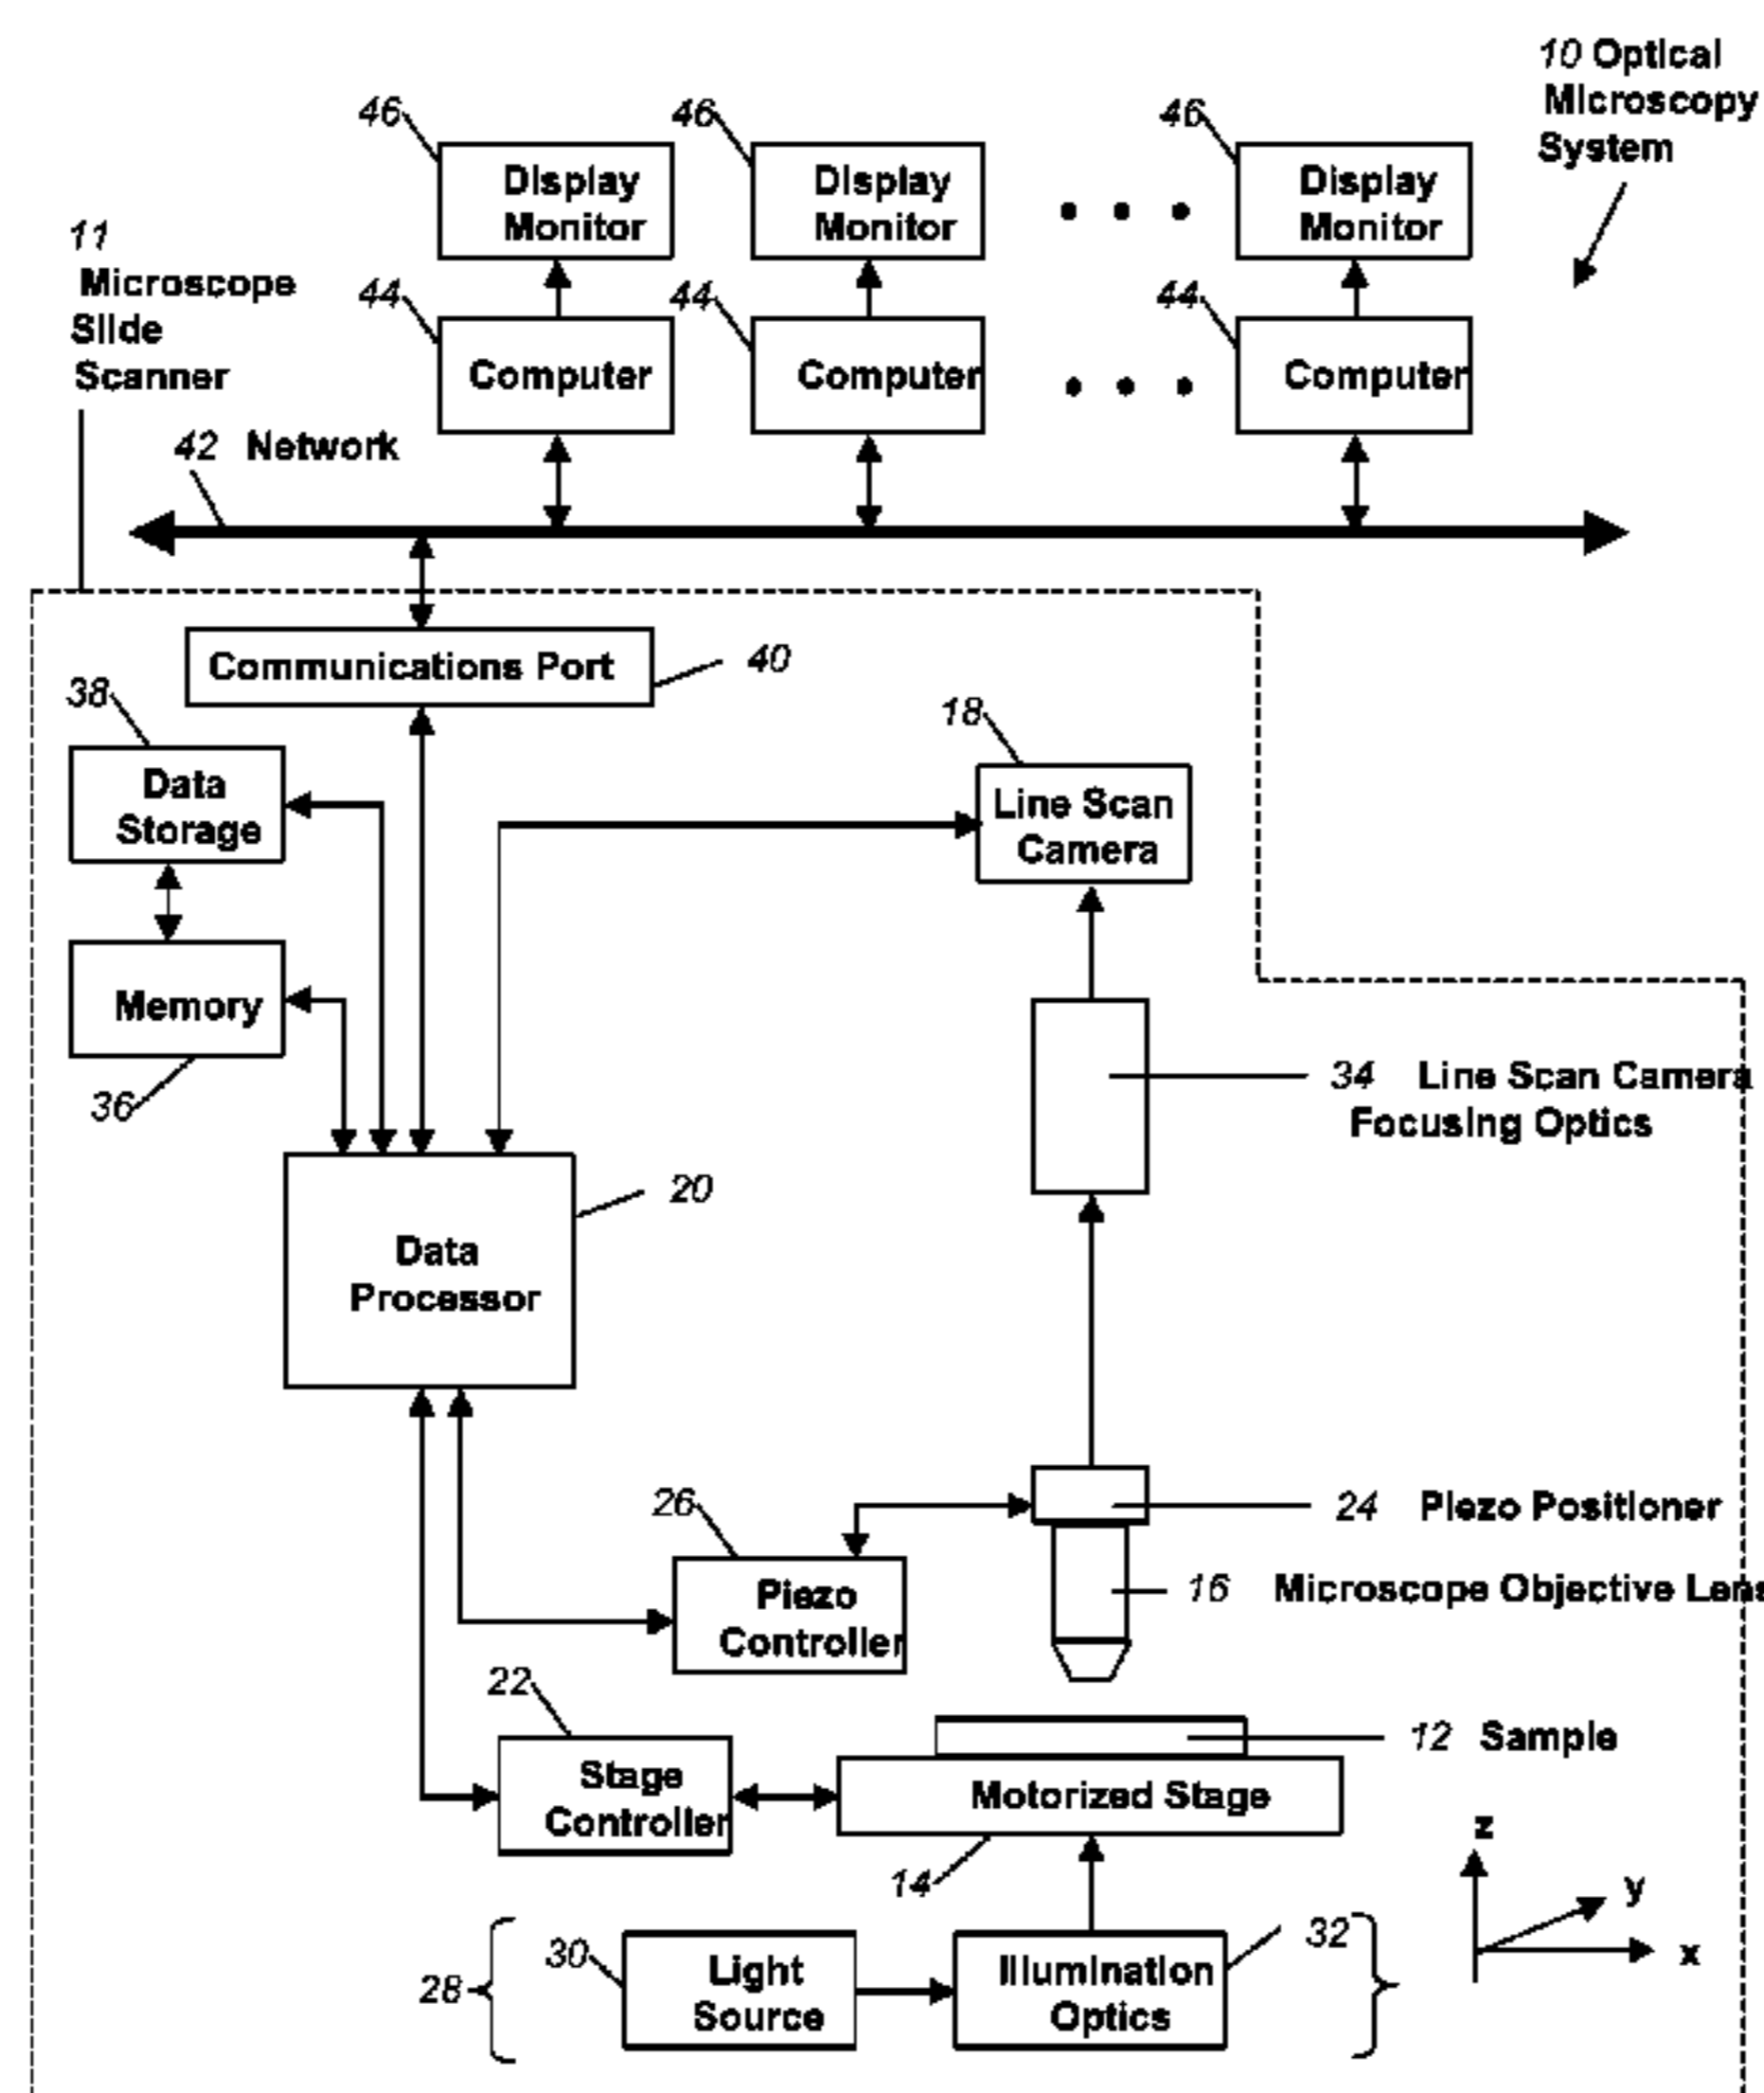 10 Optical
Microscopy
System
46
46
46
Display
Monitor
Display
Monitor
Display
Monitor
11
Microscope
Slide
Scanner
44
44
44
Computer
Computer
Computer
42 Network
Communications Port
40
38
18
Data
Storage
Line Scan
Camera
Memory
36
34 Line Scan Camera
Focusing Optics
20
Data
Processor
26
24 Piezo Positioner
Piezo
Controller
16 Microscope Objective Lens
22
12 Sample
Stage
Controller
Motorized Stage
14
z
y
x
28
30
Light
Source
Illumination
Optics
32